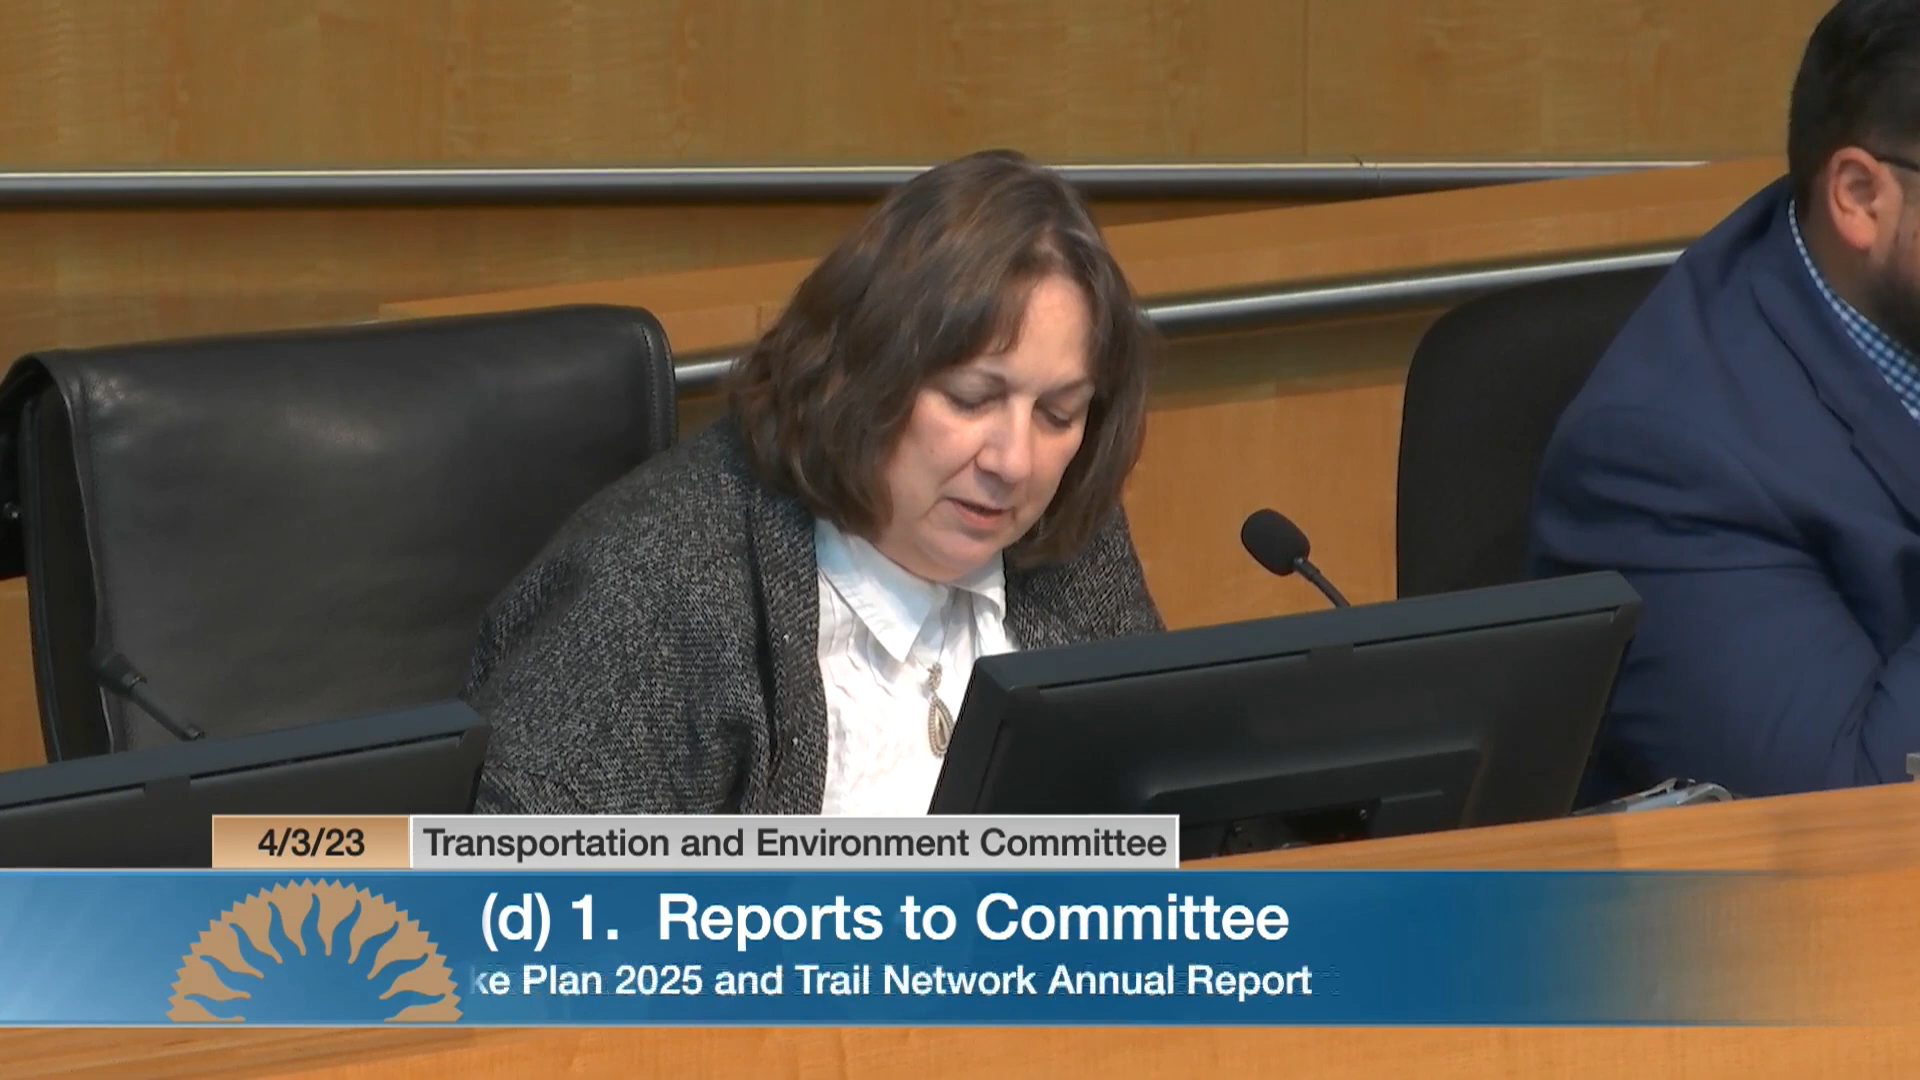 4/3/23
Transportation and Environment Committee
(d) 1. Reports to Committee
ke Plan 2025 and Trail Network Annual Report